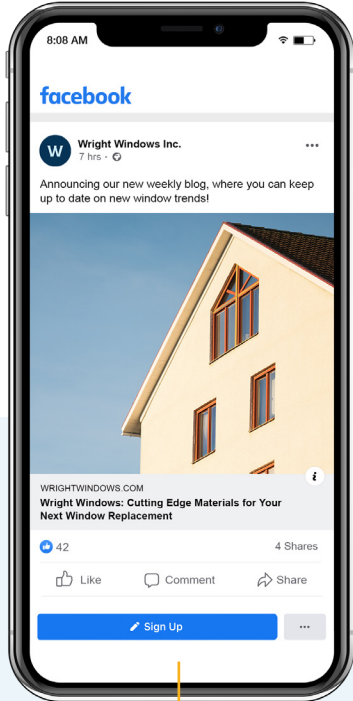 8:08 AM
facebook
W
Wright Windows Inc.
7 hrs ·
Announcing our new weekly blog, where you can keep
up to date on new window trends!
i
WRIGHTWINDOWS.COM
Wright Windows: Cutting Edge Materials for Your
Next Window Replacement
42
4 Shares
Like
Comment
Share
Sign Up